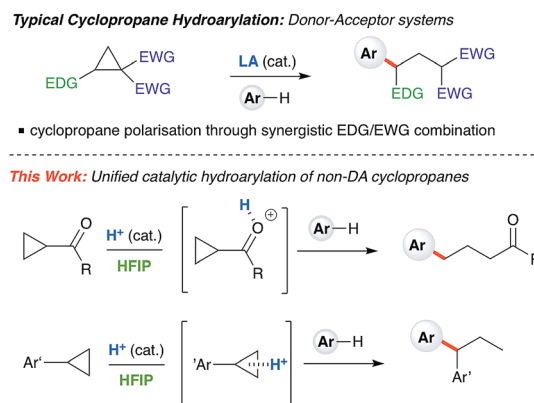 Typical Cyclopropane Hydroarylation: Donor-Acceptor systems
EWG
EWG
EDG
LA (cat.)
Ar—H
Ar
EWG
EDG EWG
▪ cyclopropane polarisation through synergistic EDG/EWG combination
This Work: Unified catalytic hydroarylation of non-DA cyclopropanes
O
R
H+ (cat.)
HFIP
H
O
+
R
Ar—H
Ar
O
R
Ar‘
H+ (cat.)
HFIP
'Ar
H+
Ar—H
Ar
Ar'